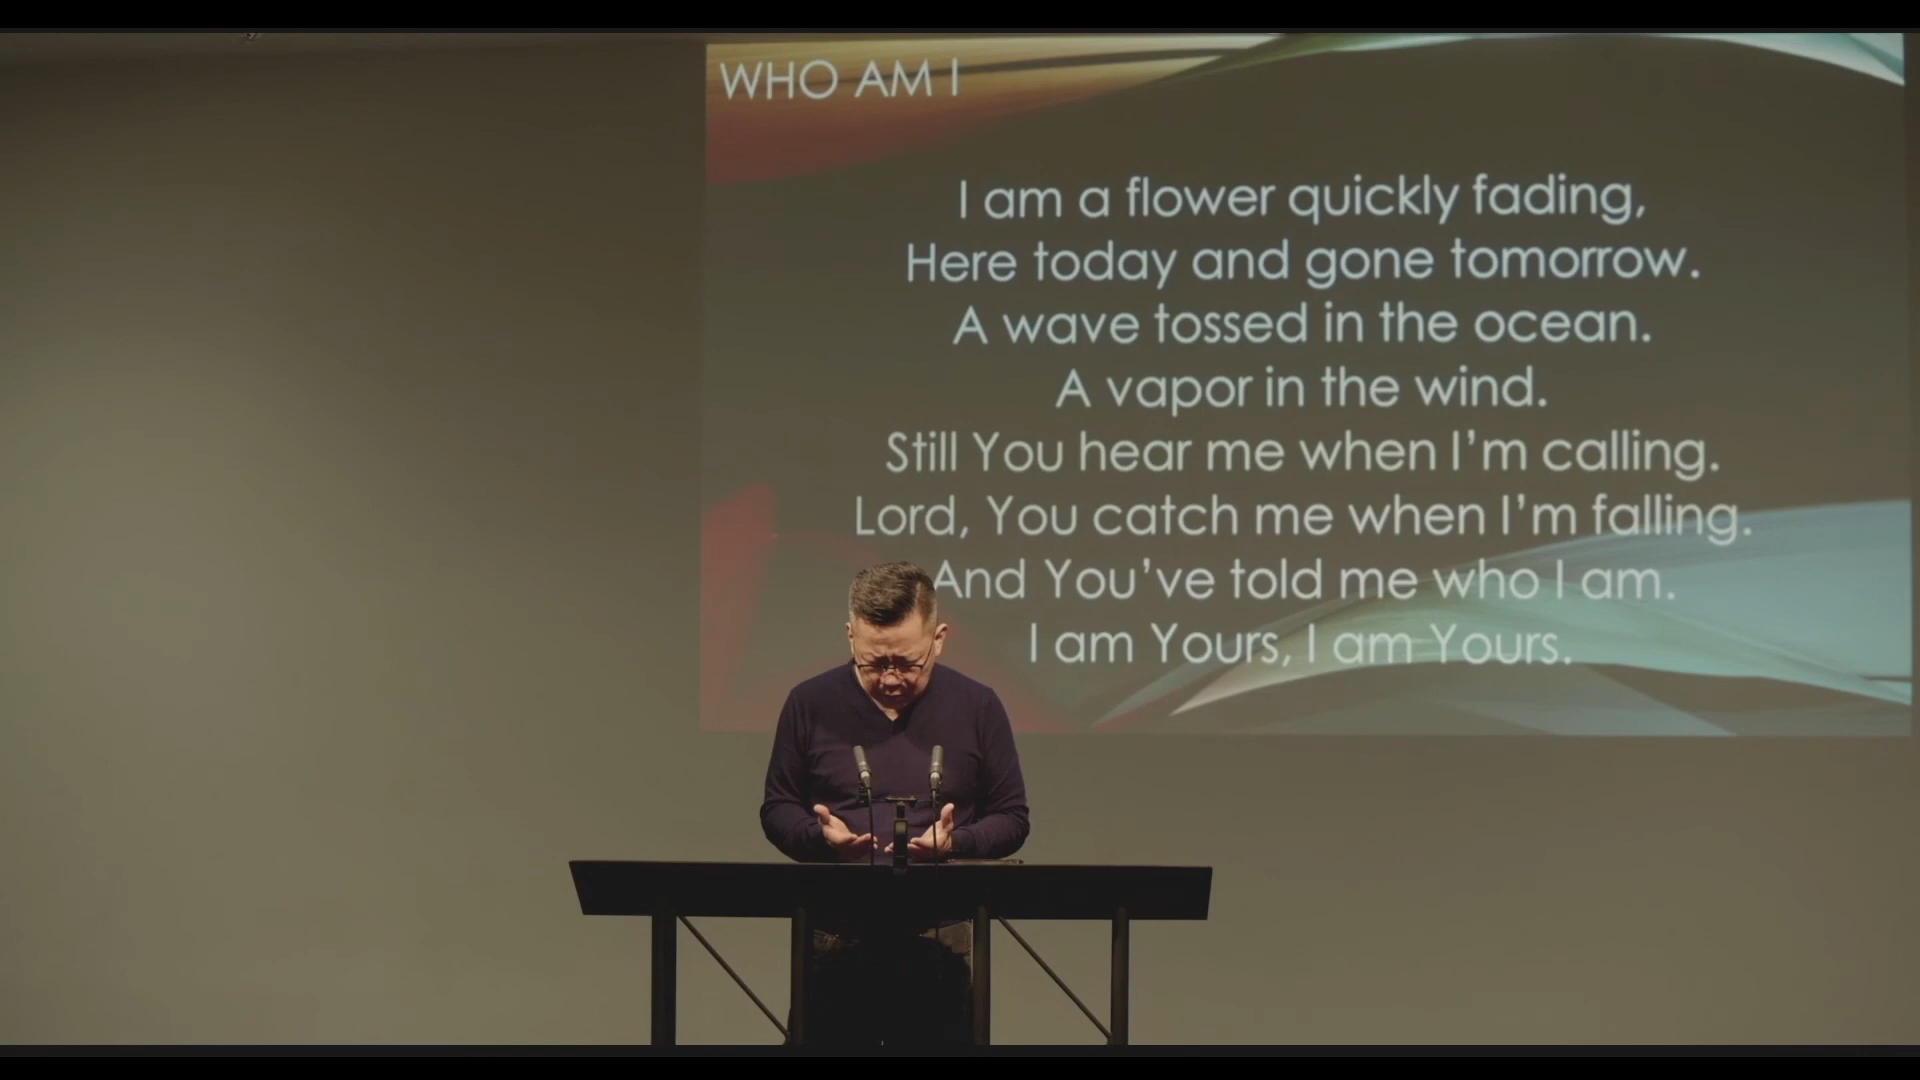 WHO AM I
I am a flower quickly fading,
Here today and gone tomorrow.
A wave tossed in the ocean.
A vapor in the wind.
Still You hear me when I'm calling.
Lord, You catch me when I'm falling.
And You've told me who I am.
I am Yours, I am Yours.